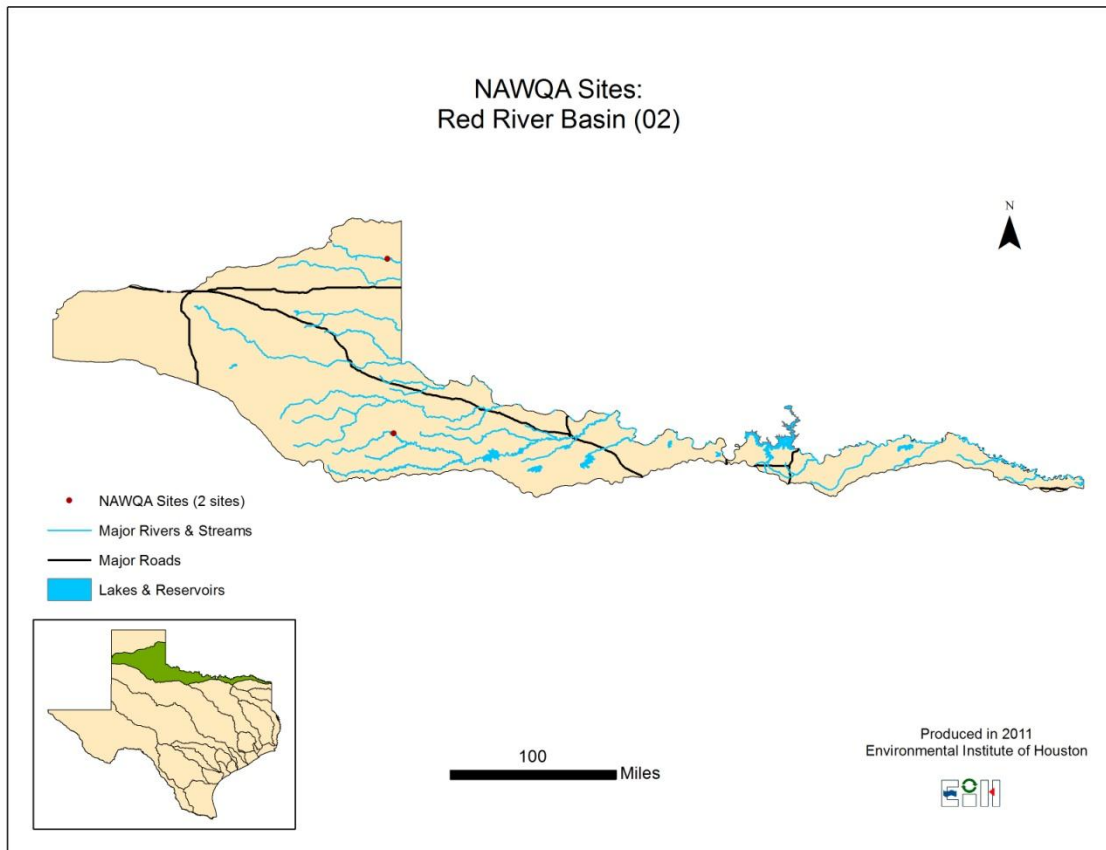 NAWQA Sites:
Red River Basin (02)
N
NAWQA Sites (2 sites)
Major Rivers & Streams
Major Roads
Lakes & Reservoirs
100
Miles
Produced in 2011
Environmental Institute of Houston
EIH